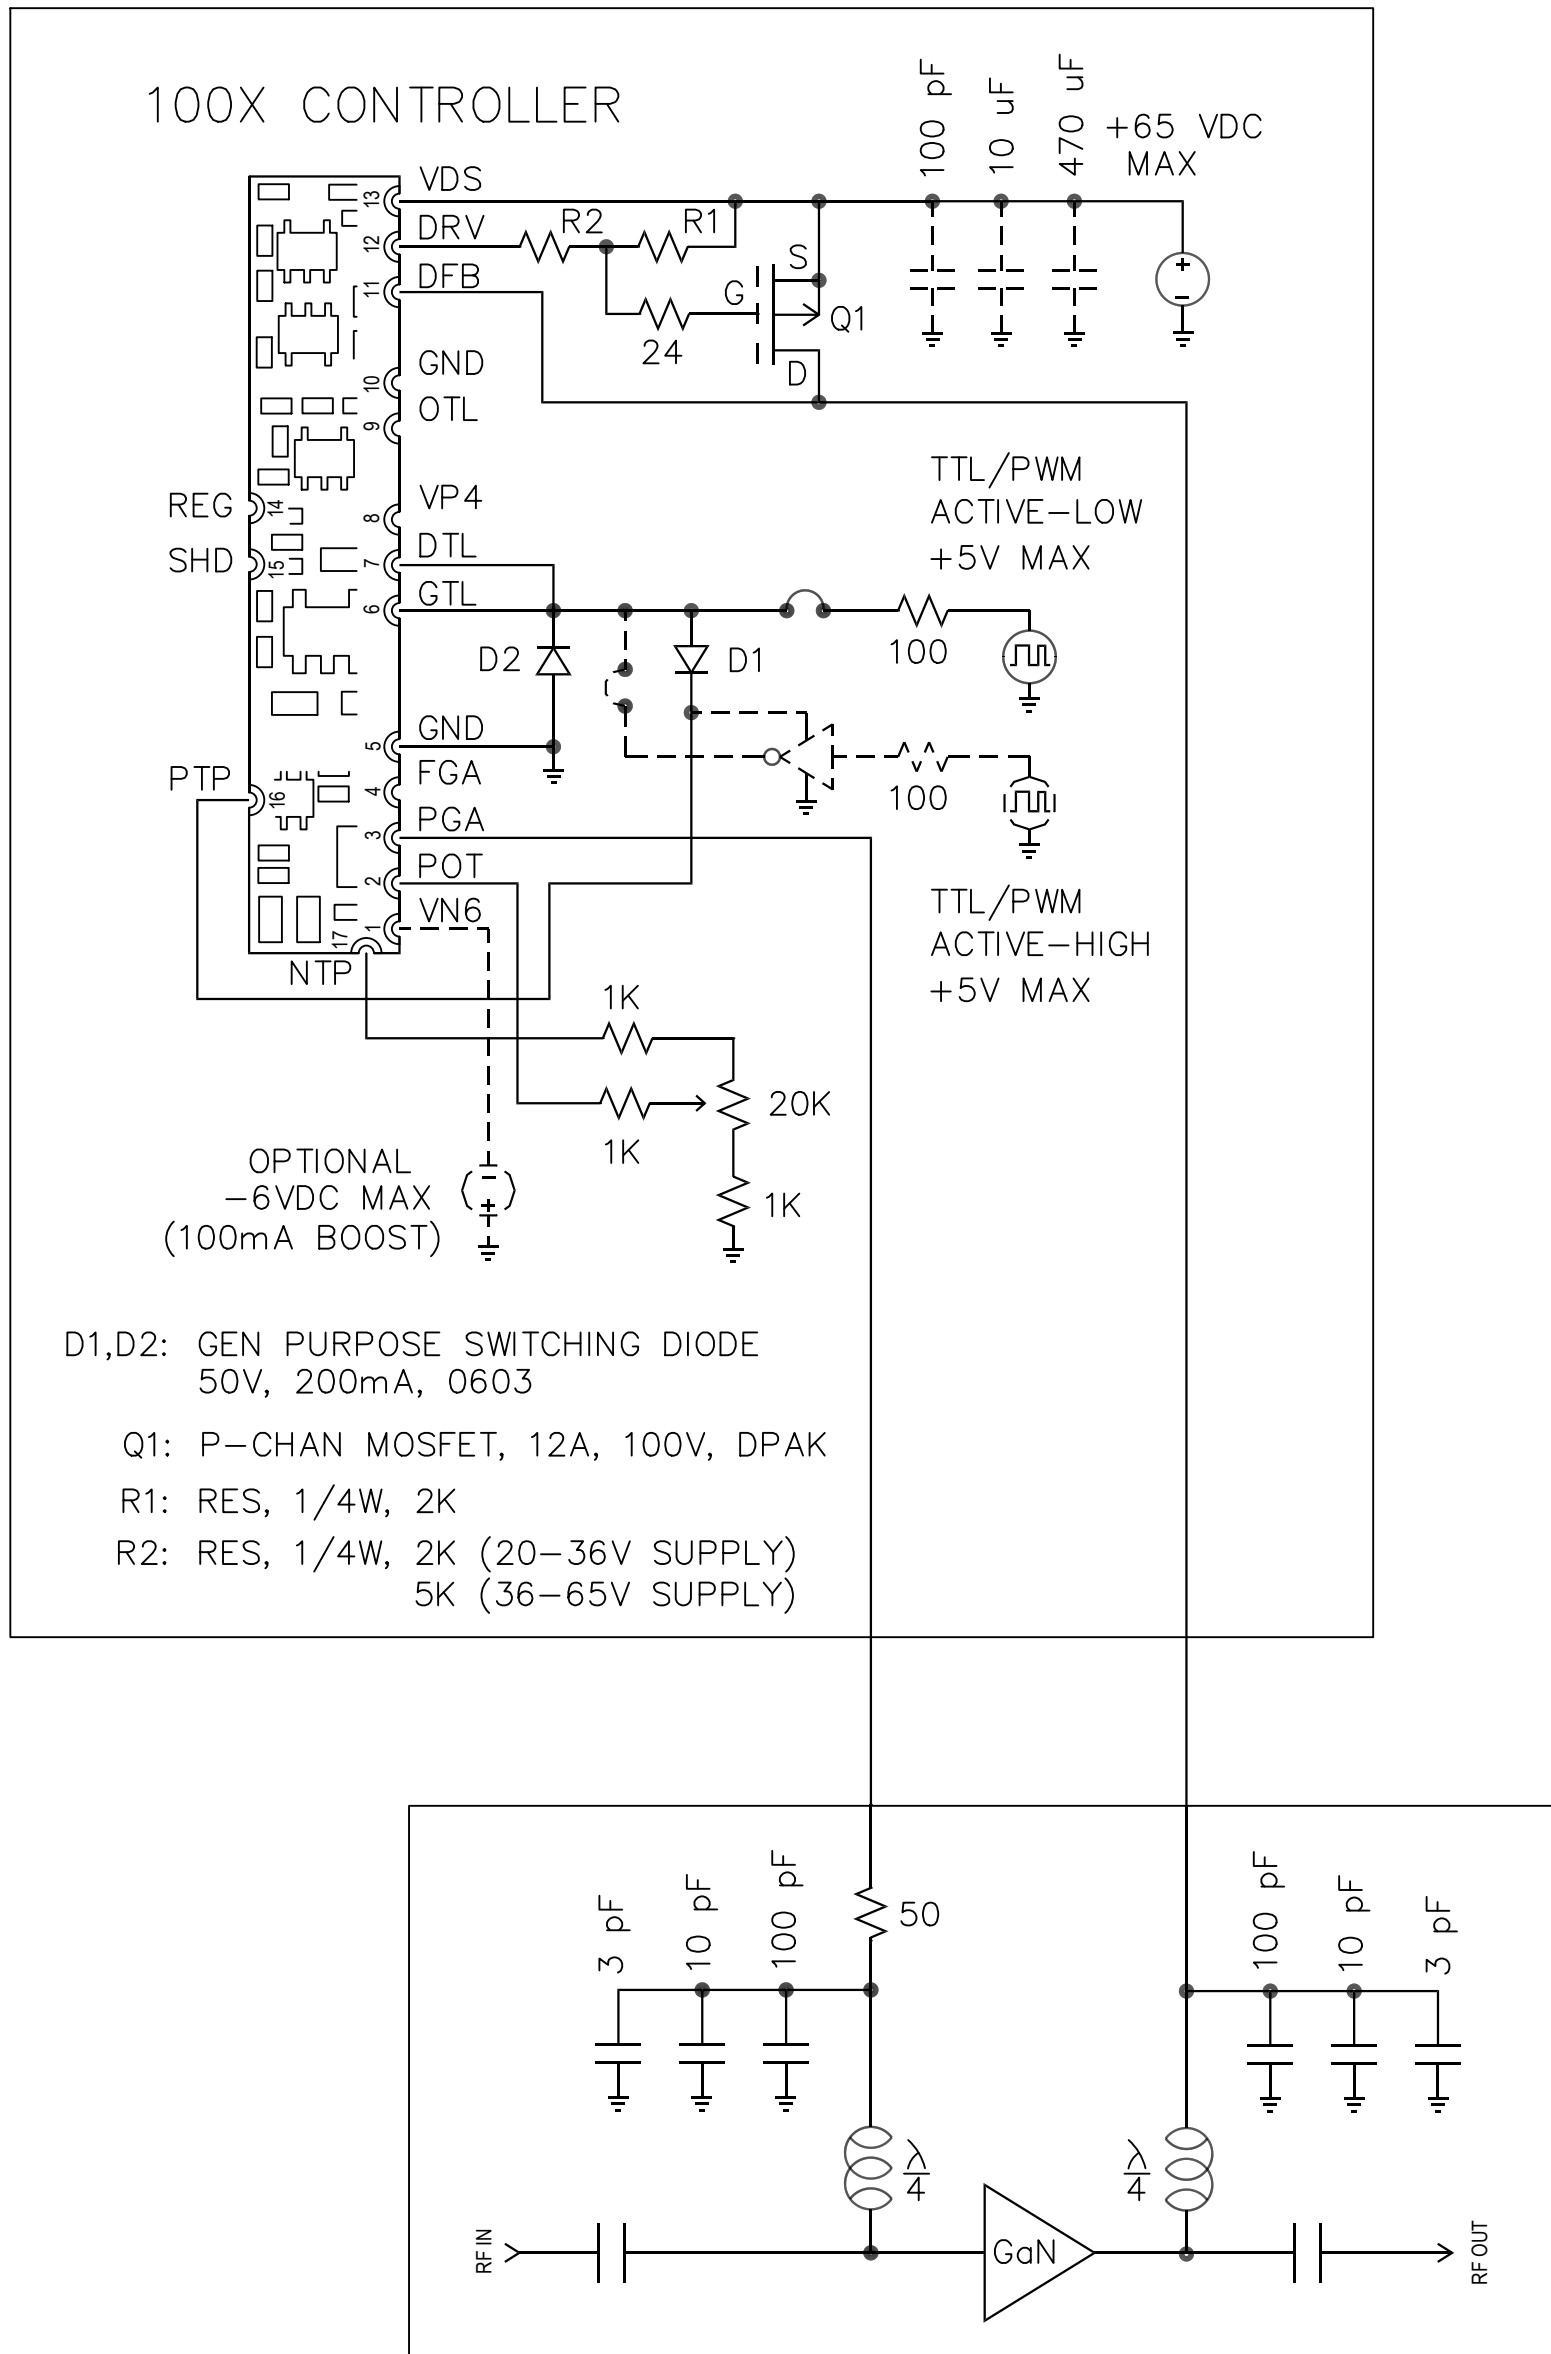 100X CONTROLLER
100 pF
10 uF
470 uF
+65 VDC
MAX
13
VDS
12
DRV
R2
R1
11
DFB
S
G
Q1
24
D
+
−
10
GND
9
OTL
TTL/PWM
ACTIVE-LOW
+5V MAX
REG
14
8
VP4
SHD
15
7
DTL
6
GTL
D2
D1
100
5
GND
PTP
16
4
FGA
100
3
PGA
2
POT
TTL/PWM
ACTIVE-HIGH
+5V MAX
17
1
VN6
NTP
1K
20K
1K
OPTIONAL
-6VDC MAX
(100mA BOOST)
−
+
1K
D1,D2: GEN PURPOSE SWITCHING DIODE
50V, 200mA, 0603
Q1: P-CHAN MOSFET, 12A, 100V, DPAK
R1: RES, 1/4W, 2K
R2: RES, 1/4W, 2K (20-36V SUPPLY)
5K (36-65V SUPPLY)
3 pF
10 pF
100 pF
50
100 pF
10 pF
3 pF
λ/4
λ/4
RF IN
GaN
RF OUT